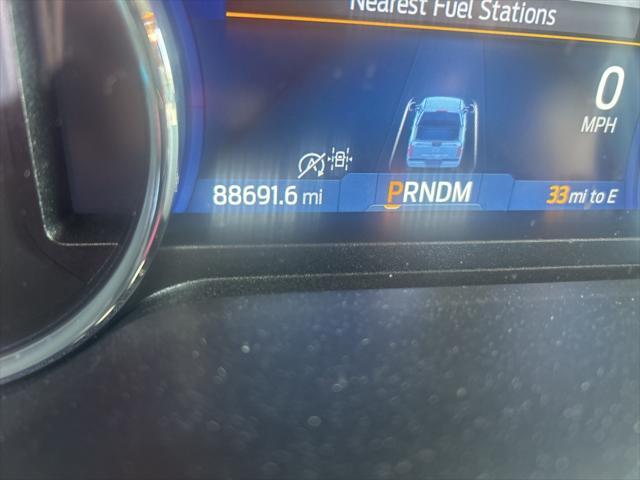 Nearest Fuel Stations
0
MPH
88691.6 mi
PRNDM
33 mi to E